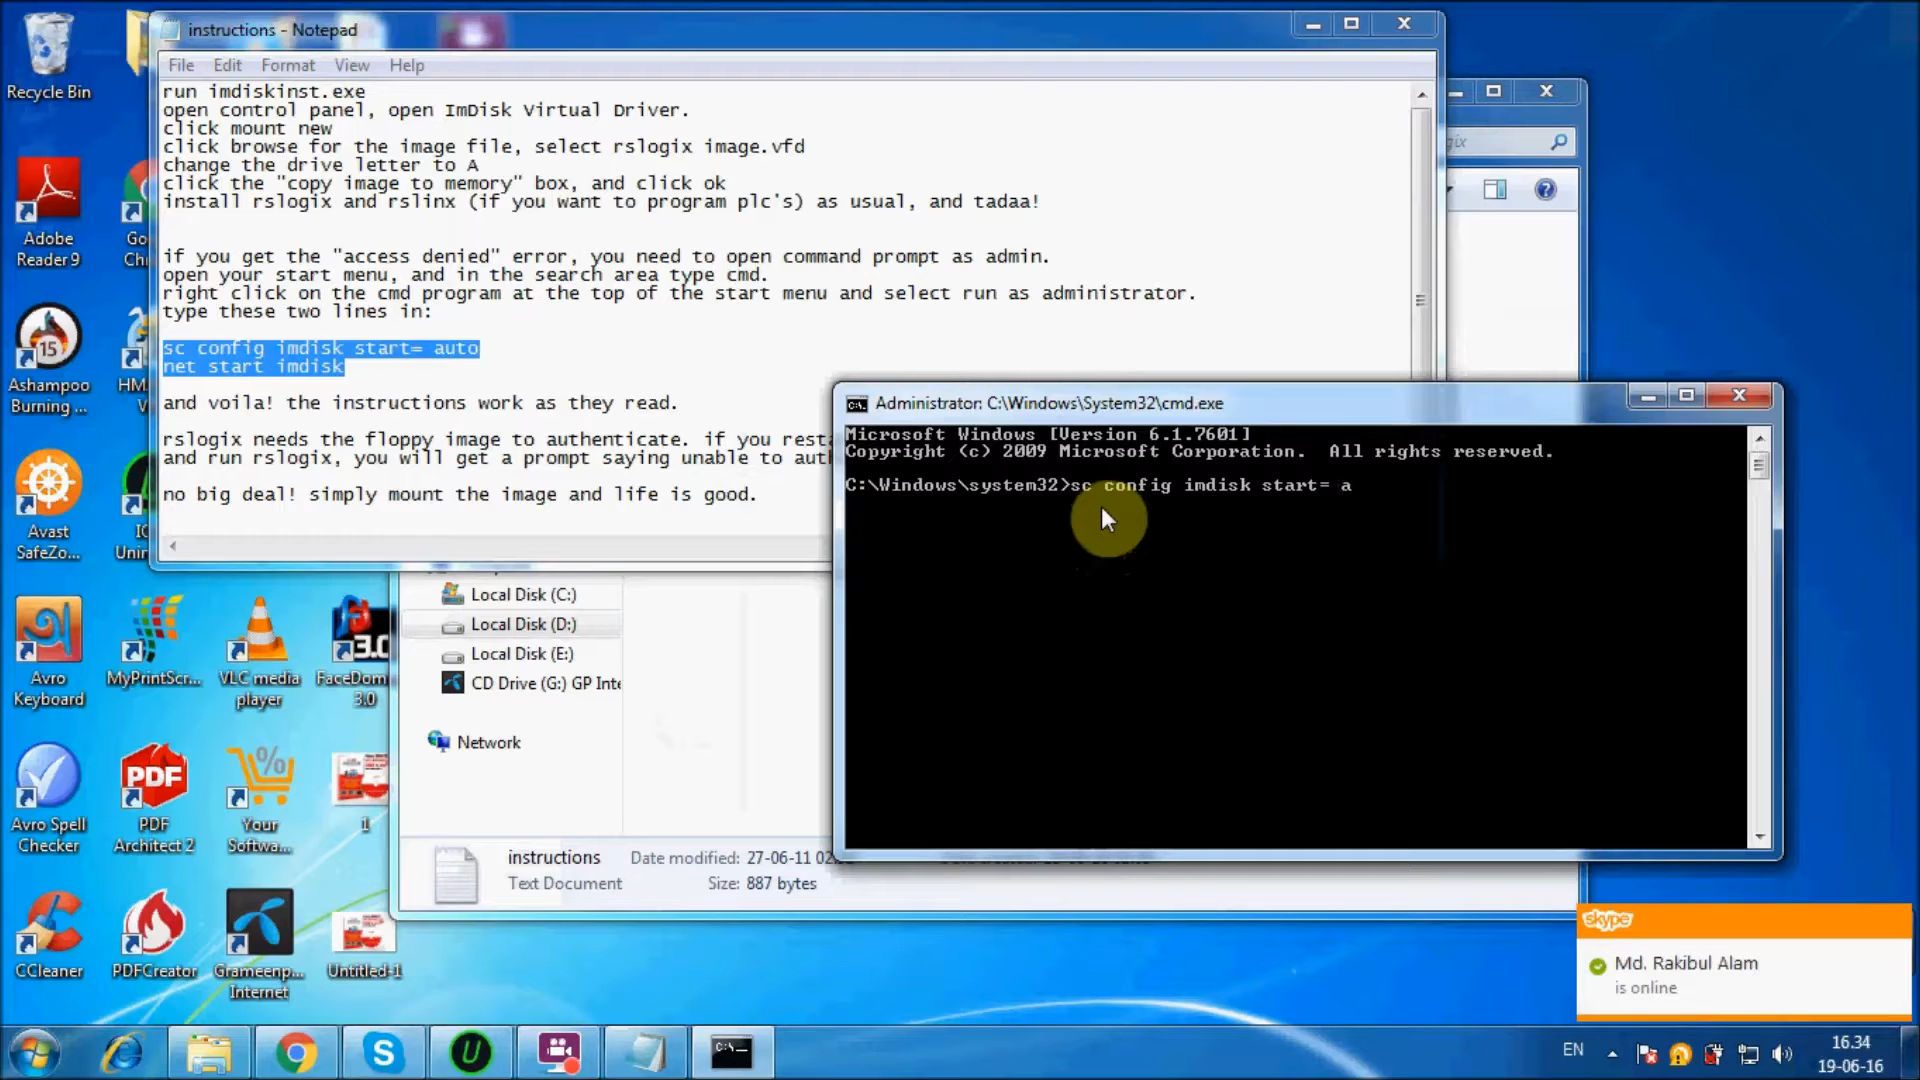 instructions - Notepad
File Edit Format View Help
run imdiskinst.exe
open control panel, open ImDisk Virtual Driver.
click mount new
click browse for the image file, select rslogix image.vfd
change the drive letter to A
click the "copy image to memory" box, and click ok
install rslogix and rslinx (if you want to program plc's) as usual, and tadaa!
if you get the "access denied" error, you need to open command prompt as admin.
open your start menu, and in the search area type cmd.
right click on the cmd program at the top of the start menu and select run as administrator.
type these two lines in:
sc config imdisk start= auto
net start imdisk
and voila! the instructions work as they read.
rslogix needs the floppy image to authenticate. if you resta
and run rslogix, you will get a prompt saying unable to auth
no big deal! simply mount the image and life is good.
Administrator: C:\Windows\System32\cmd.exe
Microsoft Windows [Version 6.1.7601]
Copyright (c) 2009 Microsoft Corporation. All rights reserved.
C:\Windows\system32>sc config imdisk start= a
Local Disk (C:)
Local Disk (D:)
Local Disk (E:)
CD Drive (G:) GP Inte
Network
instructions Date modified: 27-06-11 02
Text Document Size: 887 bytes
Recycle Bin
Adobe
Reader 9
Go
Ch
Ashampoo
Burning ...
HM
V
Avast
SafeZo...
IO
Unin
Avro
Keyboard
MyPrintScr...
VLC media
player
FaceDom
3.0
Avro Spell
Checker
PDF
Architect 2
Your
Softwa...
1
CCleaner
PDFCreator
Grameenp...
Internet
Untitled-1
skype
Md. Rakibul Alam
is online
EN
16.34
19-06-16